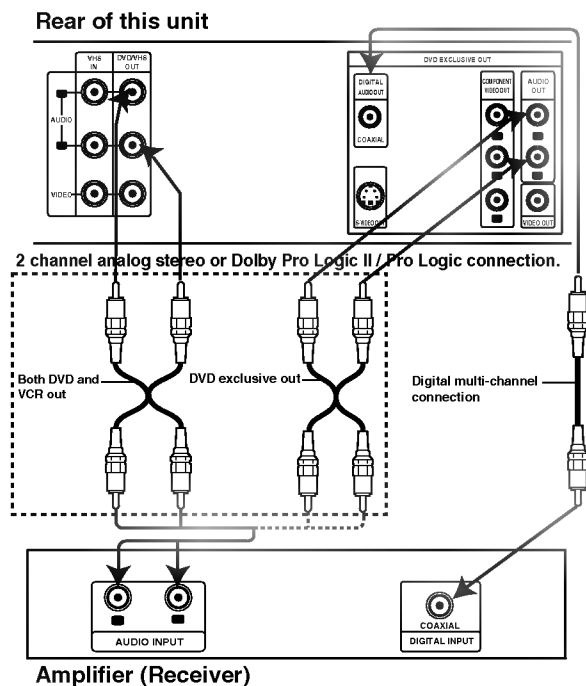 Rear of this unit
VHS
IN
DVD/VHS
OUT
AUDIO
VIDEO
DVD EXCLUSIVE OUT
DIGITAL
AUDIO OUT
COAXIAL
S-VIDEO OUT
COMPONENT
VIDEO OUT
AUDIO
OUT
VIDEO OUT
2 channel analog stereo or Dolby Pro Logic II / Pro Logic connection.
Both DVD and
VCR out
DVD exclusive out
Digital multi-channel
connection
AUDIO INPUT
COAXIAL
DIGITAL INPUT
Amplifier (Receiver)